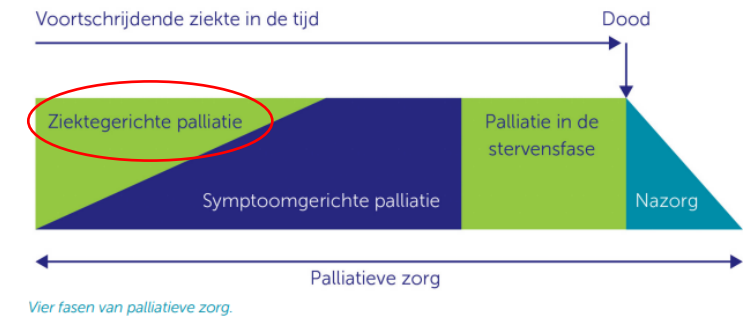 Voortschrijdende ziekte in de tijd
Dood
Ziektegerichte palliatie
Palliatie in de
stervensfase
Symptoomgerichte palliatie
Nazorg
Palliatieve zorg
Vier fasen van palliatieve zorg.